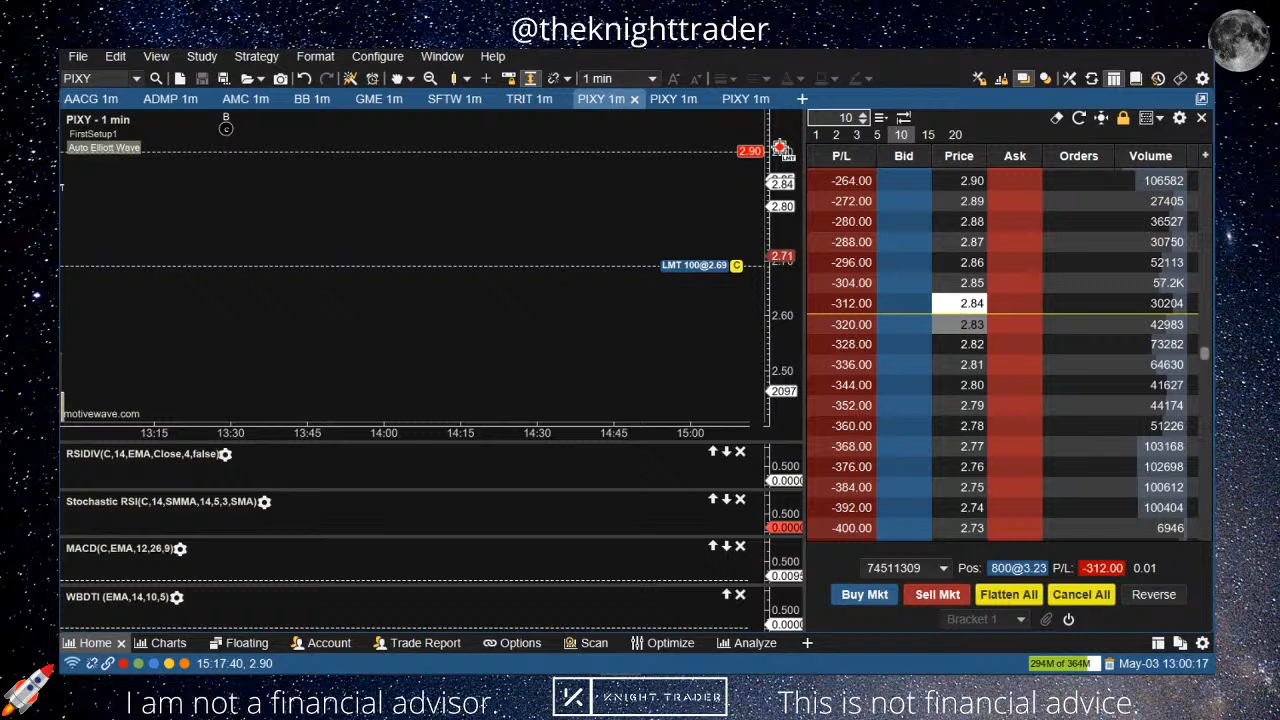 @theknighttrader
File Edit View Study Strategy Format Configure Window Help
PIXY 1 min
AACG 1m ADMP 1m AMC 1m BB 1m GME 1m SFTW 1m TRIT 1m PIXY 1m PIXY 1m PIXY 1m
PIXY - 1 min
B
C
FirstSetup1
Auto Elliott Wave
2.90
LMT
2.84
2.80
2.71
LMT 100@2.69 C
2.60
2.50
2097
motivewave.com
13:15 13:30 13:45 14:00 14:15 14:30 14:45 15:00
RSIDIV(C,14,EMA,Close,4,false)
0.500
0.0000
Stochastic RSI(C,14,SMMA,14,5,3,SMA)
0.500
0.0000
MACD(C,EMA,12,26,9)
0.500
0.0095
WBDTI (EMA,14,10,5)
0.0000
10
1 2 3 5 10 15 20
P/L Bid Price Ask Orders Volume
-264.00 2.90 106582
-272.00 2.89 27405
-280.00 2.88 36527
-288.00 2.87 30750
-296.00 2.86 52113
-304.00 2.85 57.2K
-312.00 2.84 30204
-320.00 2.83 42983
-328.00 2.82 73282
-336.00 2.81 64630
-344.00 2.80 41627
-352.00 2.79 44174
-360.00 2.78 51226
-368.00 2.77 103168
-376.00 2.76 102698
-384.00 2.75 100612
-392.00 2.74 100404
-400.00 2.73 6946
74511309 Pos: 800@3.23 P/L: -312.00 0.01
Buy Mkt Sell Mkt Flatten All Cancel All Reverse
Bracket 1
Home Charts Floating Account Trade Report Options Scan Optimize Analyze
15:17:40, 2.90 294M of 364M May-03 13:00:17
I am not a financial advisor. KNIGHT TRADER This is not financial advice.